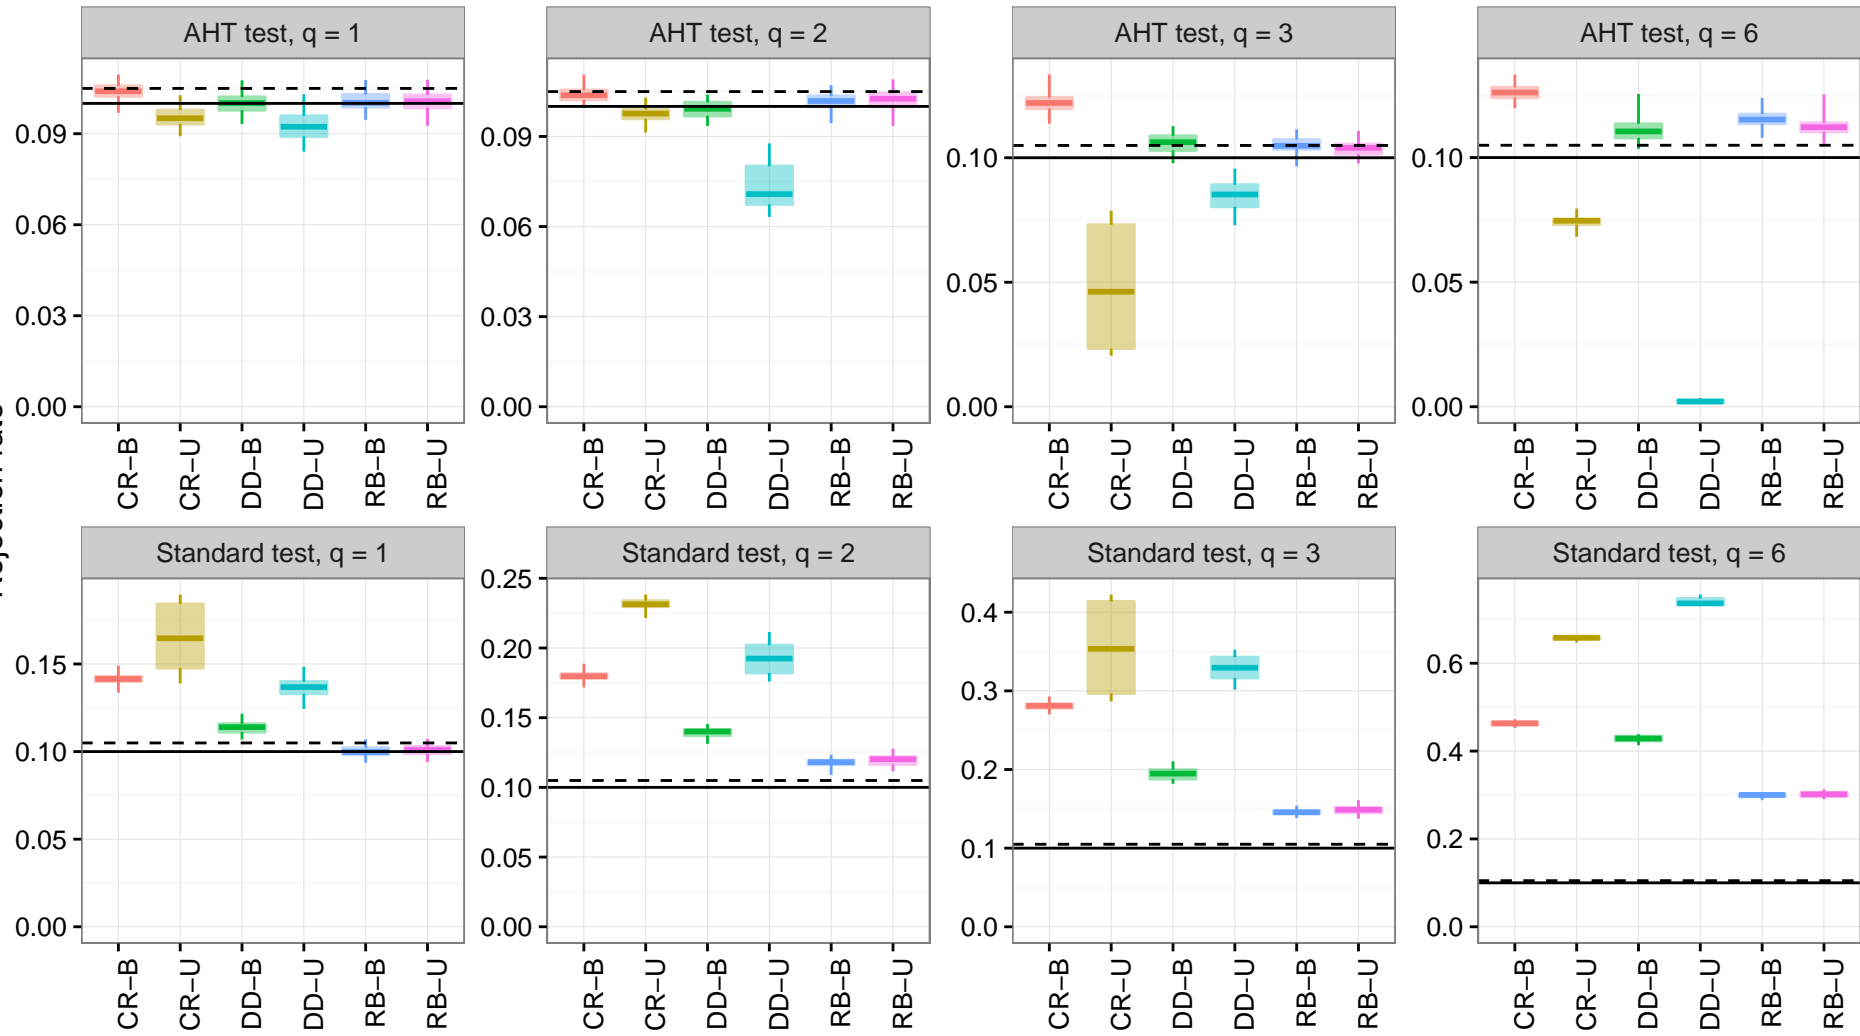 AHT test, q = 1
AHT test, q = 2
AHT test, q = 3
AHT test, q = 6
0.09
0.06
0.03
0.00
0.09
0.06
0.03
0.00
0.10
0.05
0.00
0.10
0.05
0.00
CR−B
CR−U
DD−B
DD−U
RB−B
RB−U
CR−B
CR−U
DD−B
DD−U
RB−B
RB−U
CR−B
CR−U
DD−B
DD−U
RB−B
RB−U
CR−B
CR−U
DD−B
DD−U
RB−B
RB−U
Standard test, q = 1
Standard test, q = 2
Standard test, q = 3
Standard test, q = 6
0.15
0.10
0.05
0.00
0.25
0.20
0.15
0.10
0.05
0.00
0.4
0.3
0.2
0.1
0.0
0.6
0.4
0.2
0.0
CR−B
CR−U
DD−B
DD−U
RB−B
RB−U
CR−B
CR−U
DD−B
DD−U
RB−B
RB−U
CR−B
CR−U
DD−B
DD−U
RB−B
RB−U
CR−B
CR−U
DD−B
DD−U
RB−B
RB−U